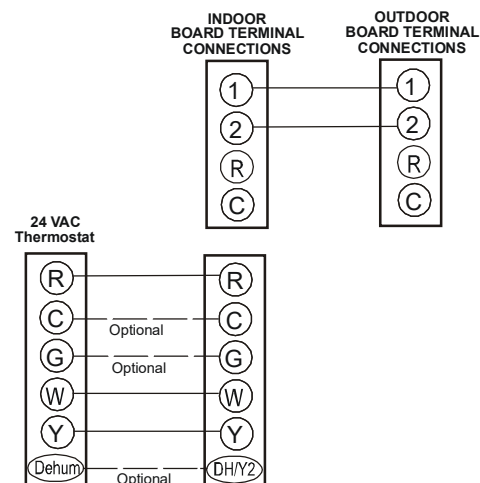 INDOOR
BOARD TERMINAL
CONNECTIONS
OUTDOOR
BOARD TERMINAL
CONNECTIONS
1 1
2 2
R R
C C
24 VAC
Thermostat
R R
C Optional C
G Optional G
W W
Y Y
Dehum Optional DH/Y2